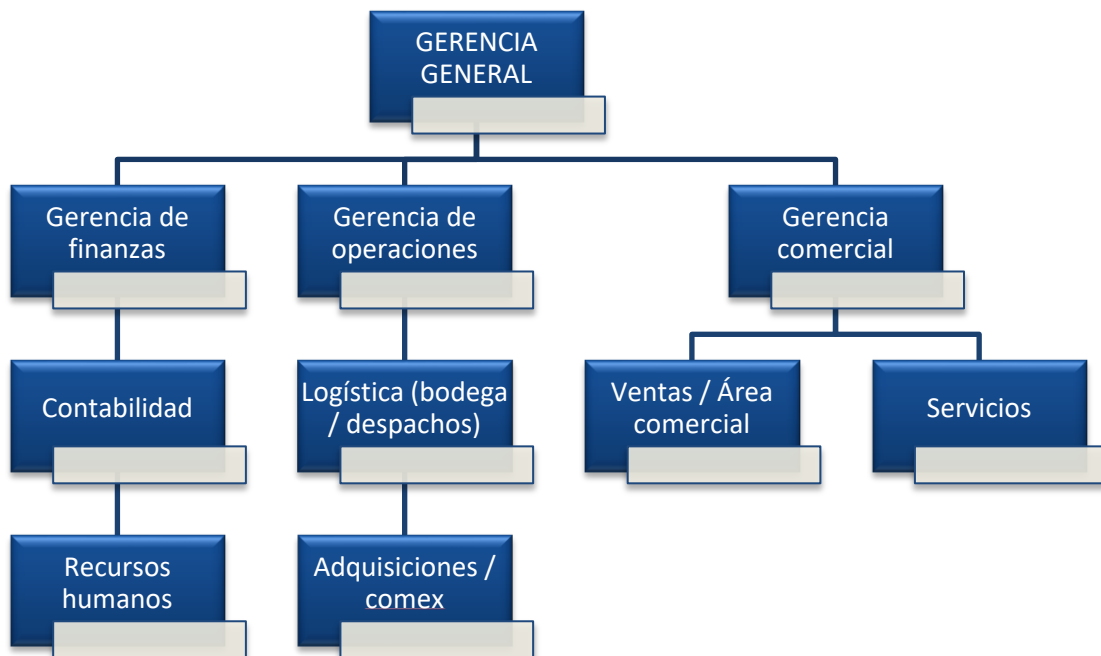 GERENCIA
GENERAL
Gerencia de
finanzas
Gerencia de
operaciones
Gerencia
comercial
Contabilidad
Logística (bodega
/ despachos)
Ventas / Área
comercial
Servicios
Recursos
humanos
Adquisiciones /
comex